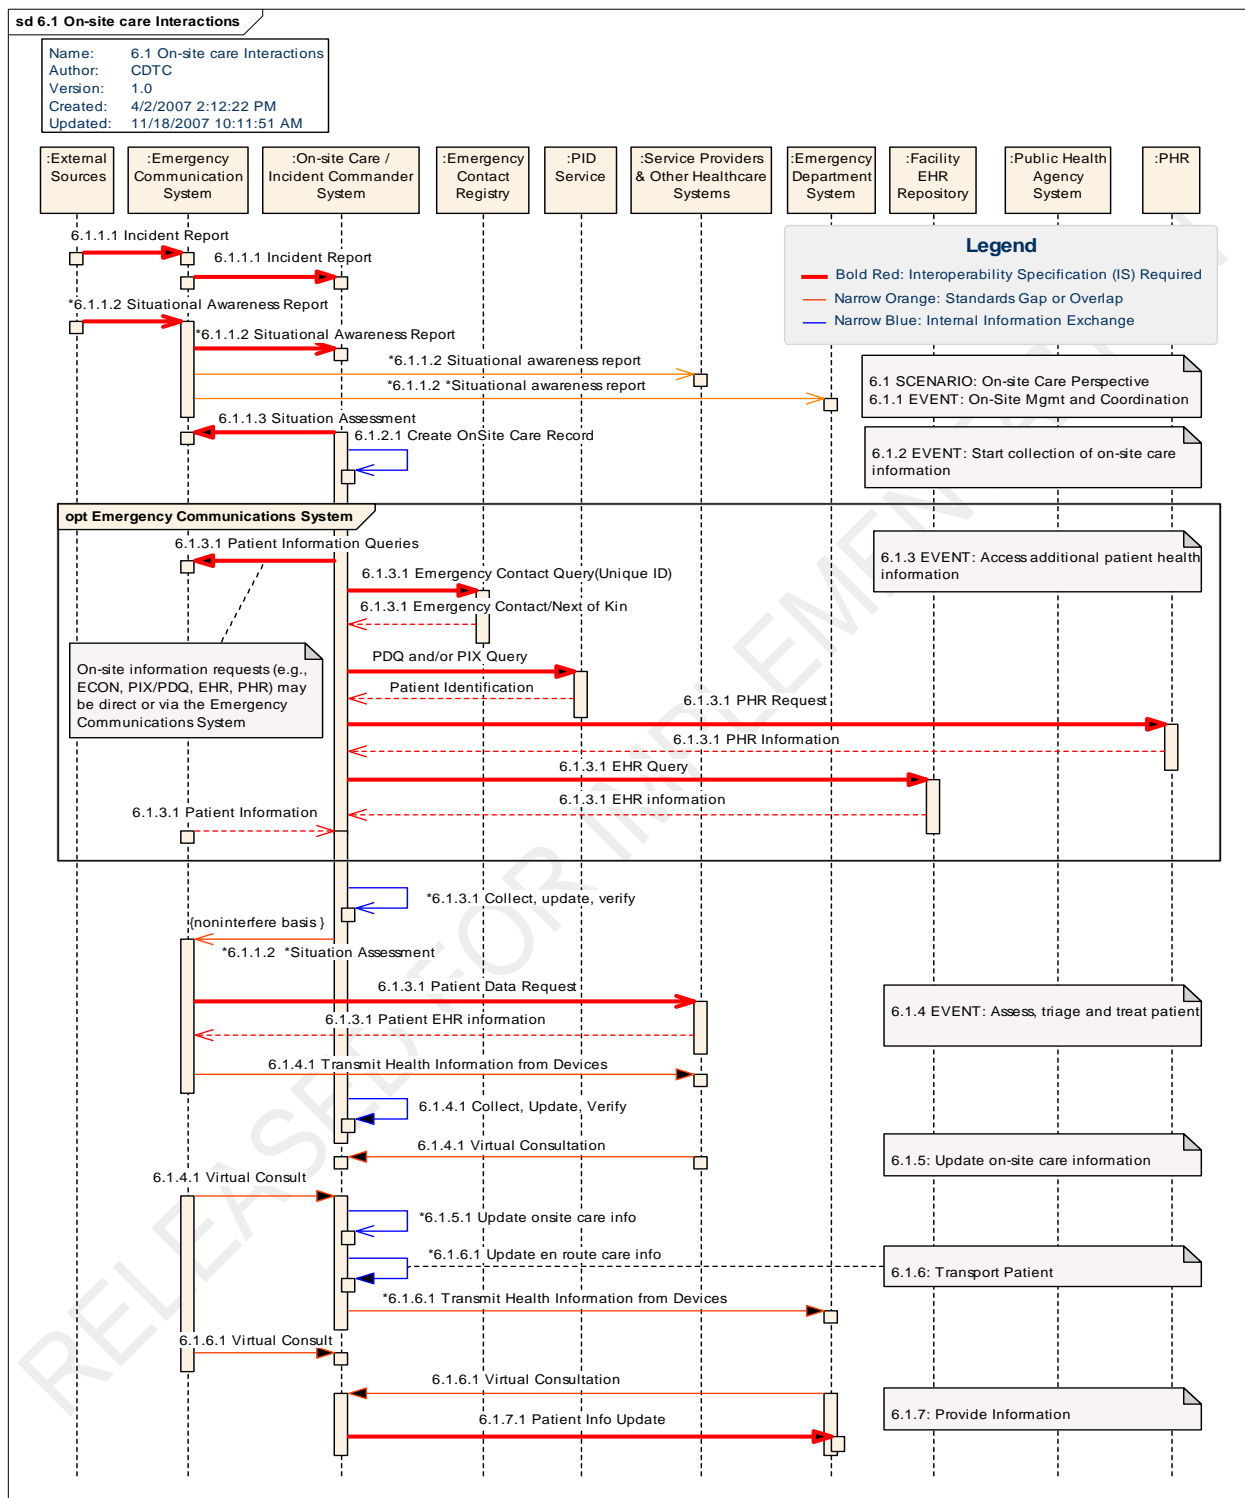 sd 6.1 On-site care Interactions
Name: 6.1 On-site care Interactions
Author: CDTC
Version: 1.0
Created: 4/2/2007 2:12:22 PM
Updated: 11/18/2007 10:11:51 AM
:External
Sources
:Emergency
Communication
System
:On-site Care /
Incident Commander
System
:Emergency
Contact
Registry
:PID
Service
:Service Providers
& Other Healthcare
Systems
:Emergency
Department
System
:Facility
EHR
Repository
:Public Health
Agency
System
:PHR
6.1.1.1 Incident Report
6.1.1.1 Incident Report
Legend
Bold Red: Interoperability Specification (IS) Required
Narrow Orange: Standards Gap or Overlap
Narrow Blue: Internal Information Exchange
*6.1.1.2 Situational Awareness Report
*6.1.1.2 Situational Awareness Report
*6.1.1.2 Situational awareness report
*6.1.1.2 *Situational awareness report
6.1 SCENARIO: On-site Care Perspective
6.1.1 EVENT: On-Site Mgmt and Coordination
6.1.1.3 Situation Assessment
6.1.2.1 Create OnSite Care Record
6.1.2 EVENT: Start collection of on-site care
information
opt Emergency Communications System
6.1.3.1 Patient Information Queries
6.1.3 EVENT: Access additional patient health
information
6.1.3.1 Emergency Contact Query(Unique ID)
6.1.3.1 Emergency Contact/Next of Kin
On-site information requests (e.g.,
ECON, PIX/PDQ, EHR, PHR) may
be direct or via the Emergency
Communications System
PDQ and/or PIX Query
Patient Identification
6.1.3.1 PHR Request
6.1.3.1 PHR Information
6.1.3.1 EHR Query
6.1.3.1 EHR information
6.1.3.1 Patient Information
*6.1.3.1 Collect, update, verify
{noninterfere basis }
*6.1.1.2 *Situation Assessment
6.1.3.1 Patient Data Request
6.1.4 EVENT: Assess, triage and treat patient
6.1.3.1 Patient EHR information
6.1.4.1 Transmit Health Information from Devices
6.1.4.1 Collect, Update, Verify
6.1.4.1 Virtual Consultation
6.1.5: Update on-site care information
6.1.4.1 Virtual Consult
*6.1.5.1 Update onsite care info
*6.1.6.1 Update en route care info
6.1.6: Transport Patient
*6.1.6.1 Transmit Health Information from Devices
6.1.6.1 Virtual Consult
6.1.6.1 Virtual Consultation
6.1.7.1 Patient Info Update
6.1.7: Provide Information
RELEASED FOR IMPLEMENTATION